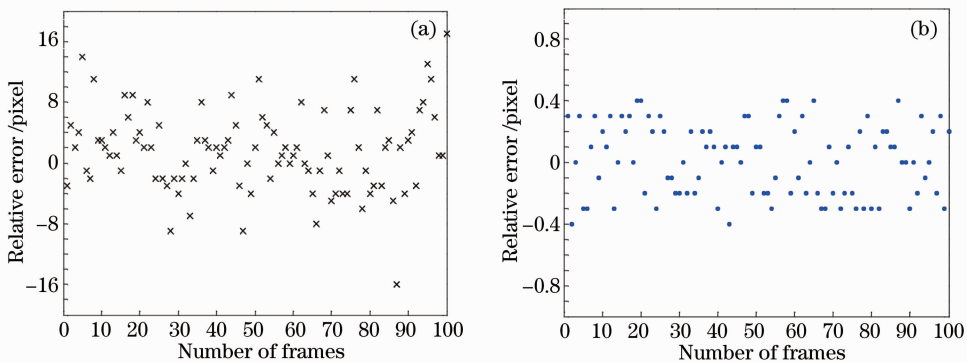 (a)
16
8
0
−8
−16
Relative error /pixel
0 10 20 30 40 50 60 70 80 90 100
Number of frames
(b)
0.8
0.4
0
−0.4
−0.8
Relative error /pixel
0 10 20 30 40 50 60 70 80 90 100
Number of frames